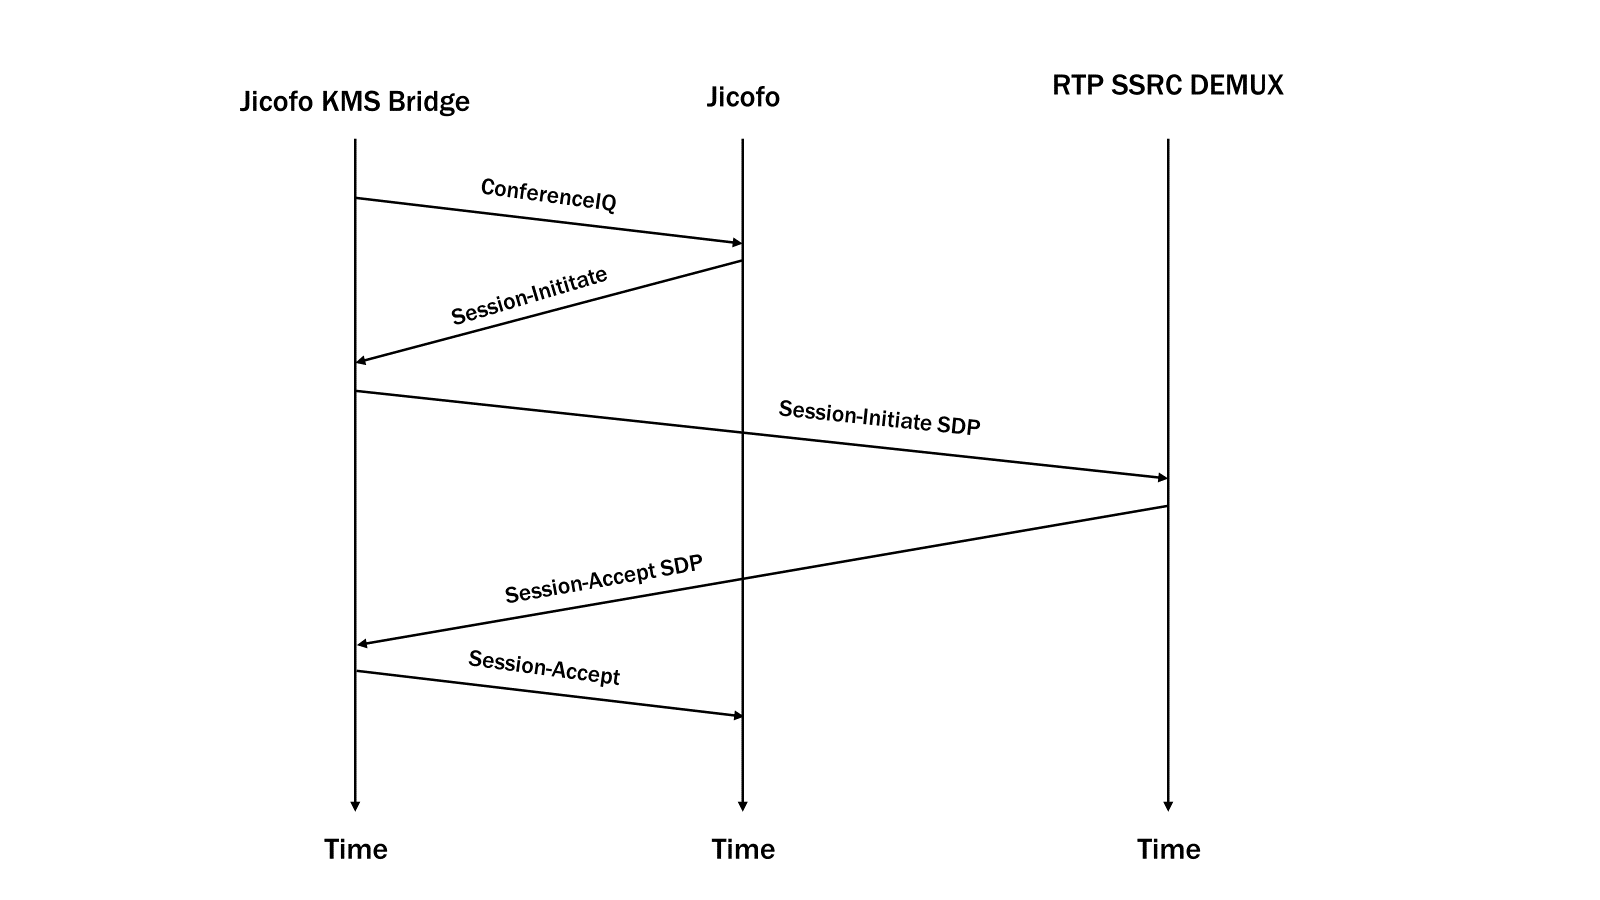 Jicofo KMS Bridge
Jicofo
RTP SSRC DEMUX
ConferenceIQ
Session-Inititate
Session-Initiate SDP
Session-Accept SDP
Session-Accept
Time
Time
Time